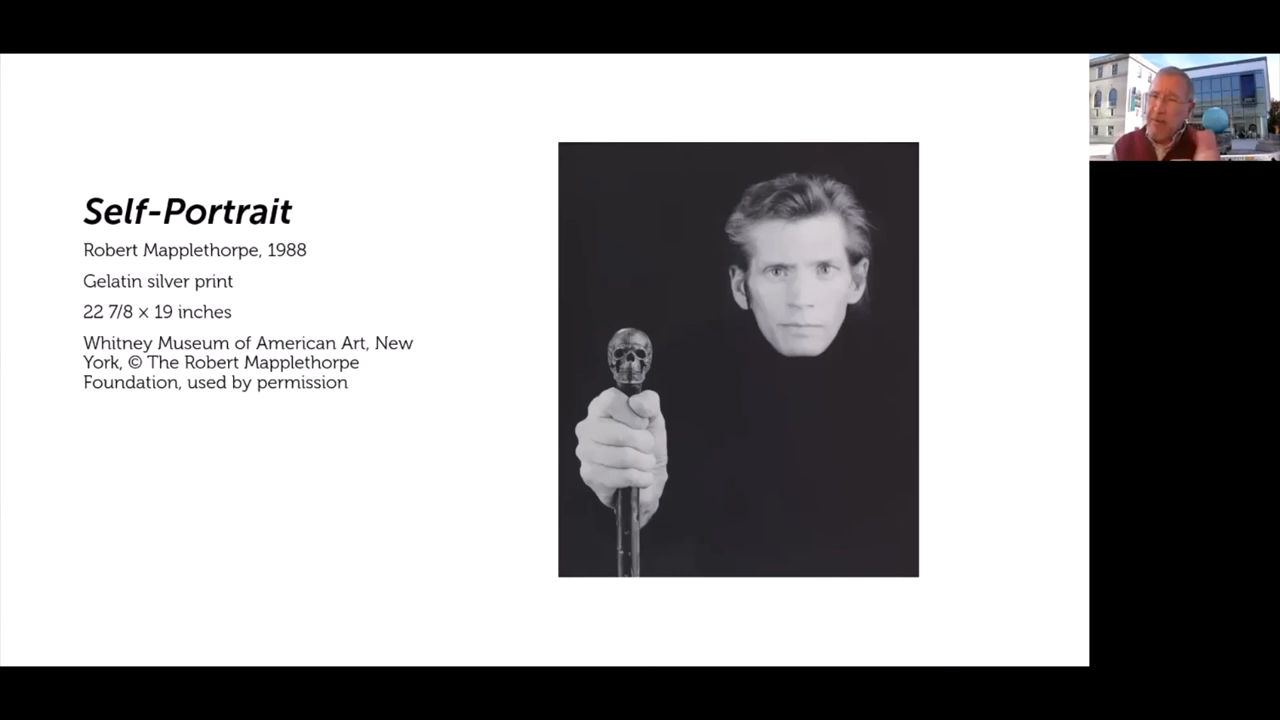 Self-Portrait
Robert Mapplethorpe, 1988
Gelatin silver print
22 7/8 × 19 inches
Whitney Museum of American Art, New
York, © The Robert Mapplethorpe
Foundation, used by permission